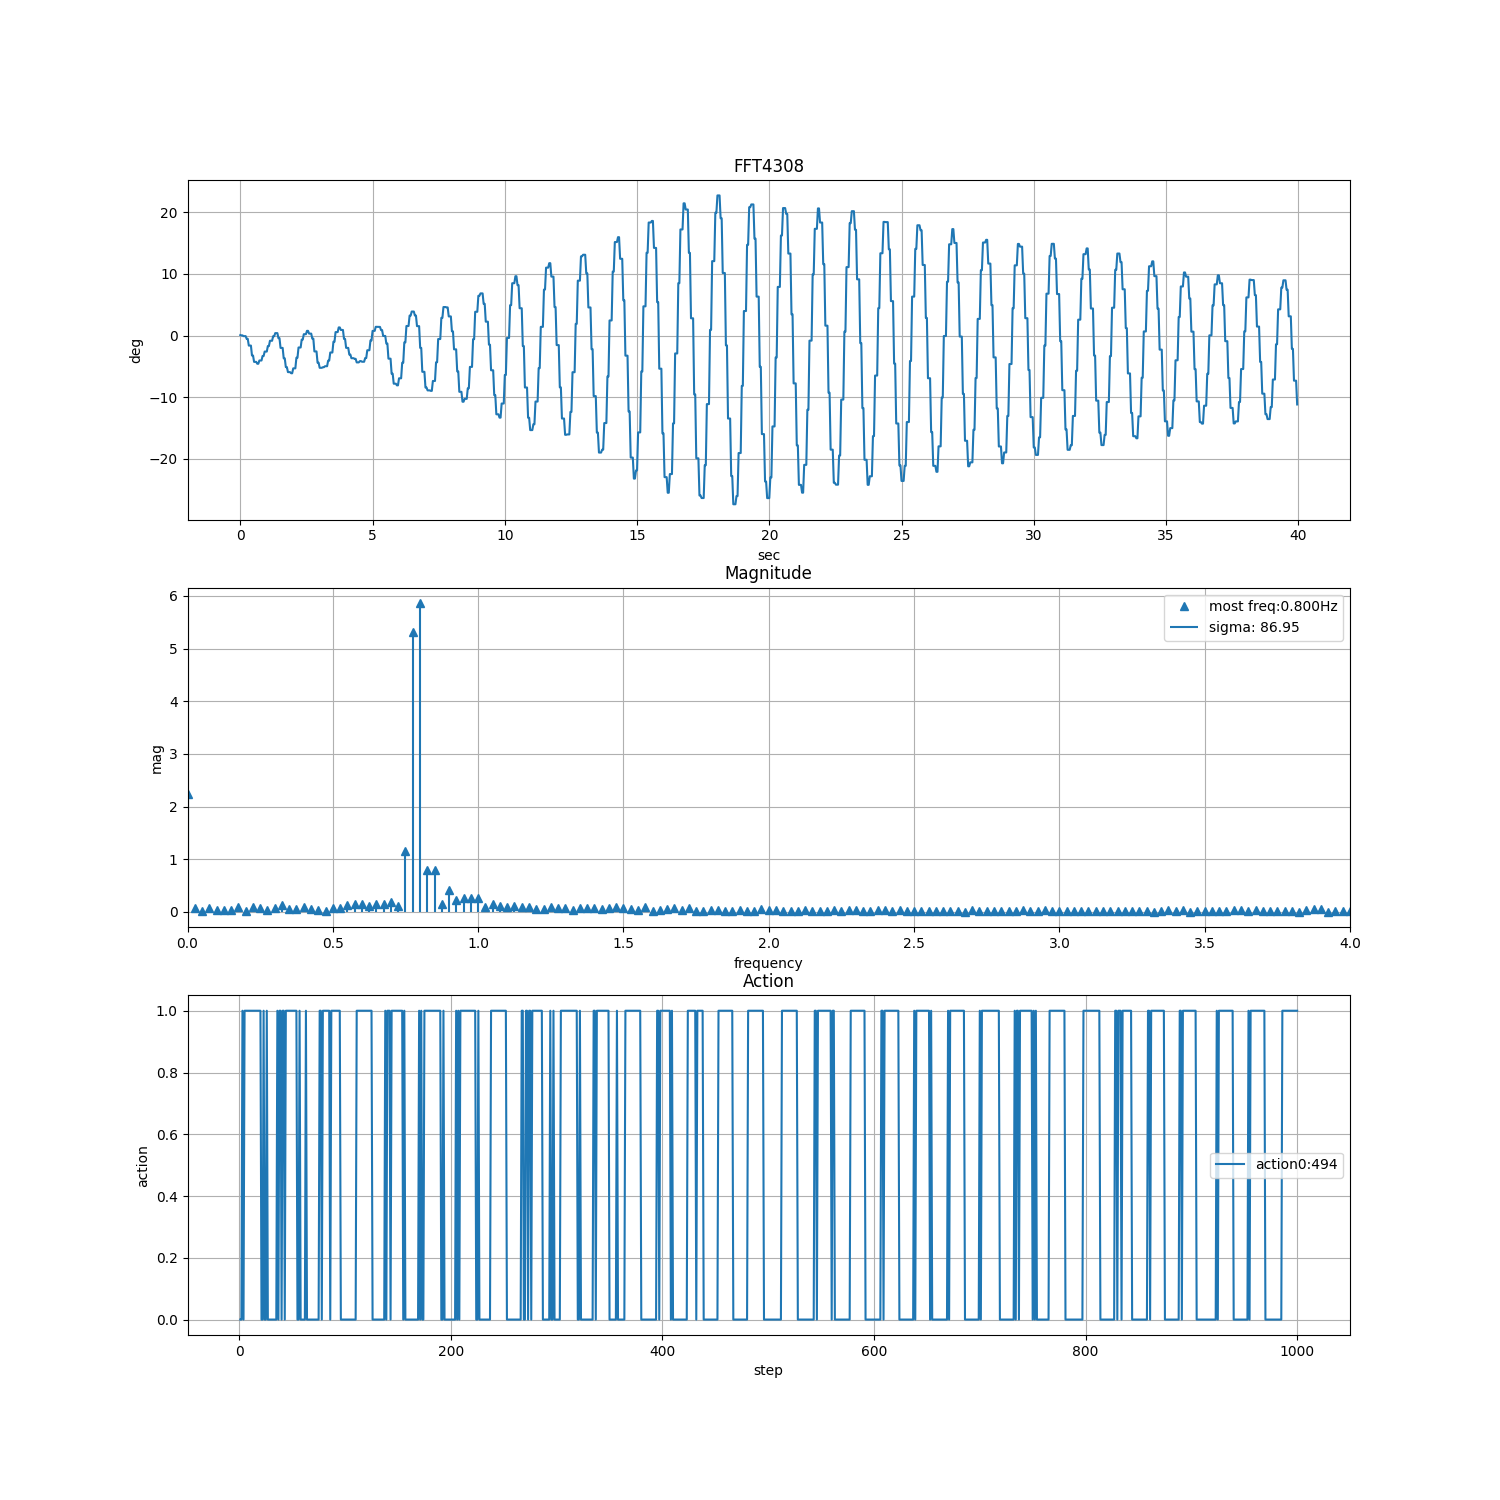 FFT4308
20
10
0
−10
−20
deg
0 5 10 15 20 25 30 35 40
sec
Magnitude
most freq:0.800Hz
sigma: 86.95
6
5
4
3
2
1
0
mag
0.0 0.5 1.0 1.5 2.0 2.5 3.0 3.5 4.0
frequency
Action
1.0
0.8
0.6
0.4
0.2
0.0
action
action0:494
0 200 400 600 800 1000
step